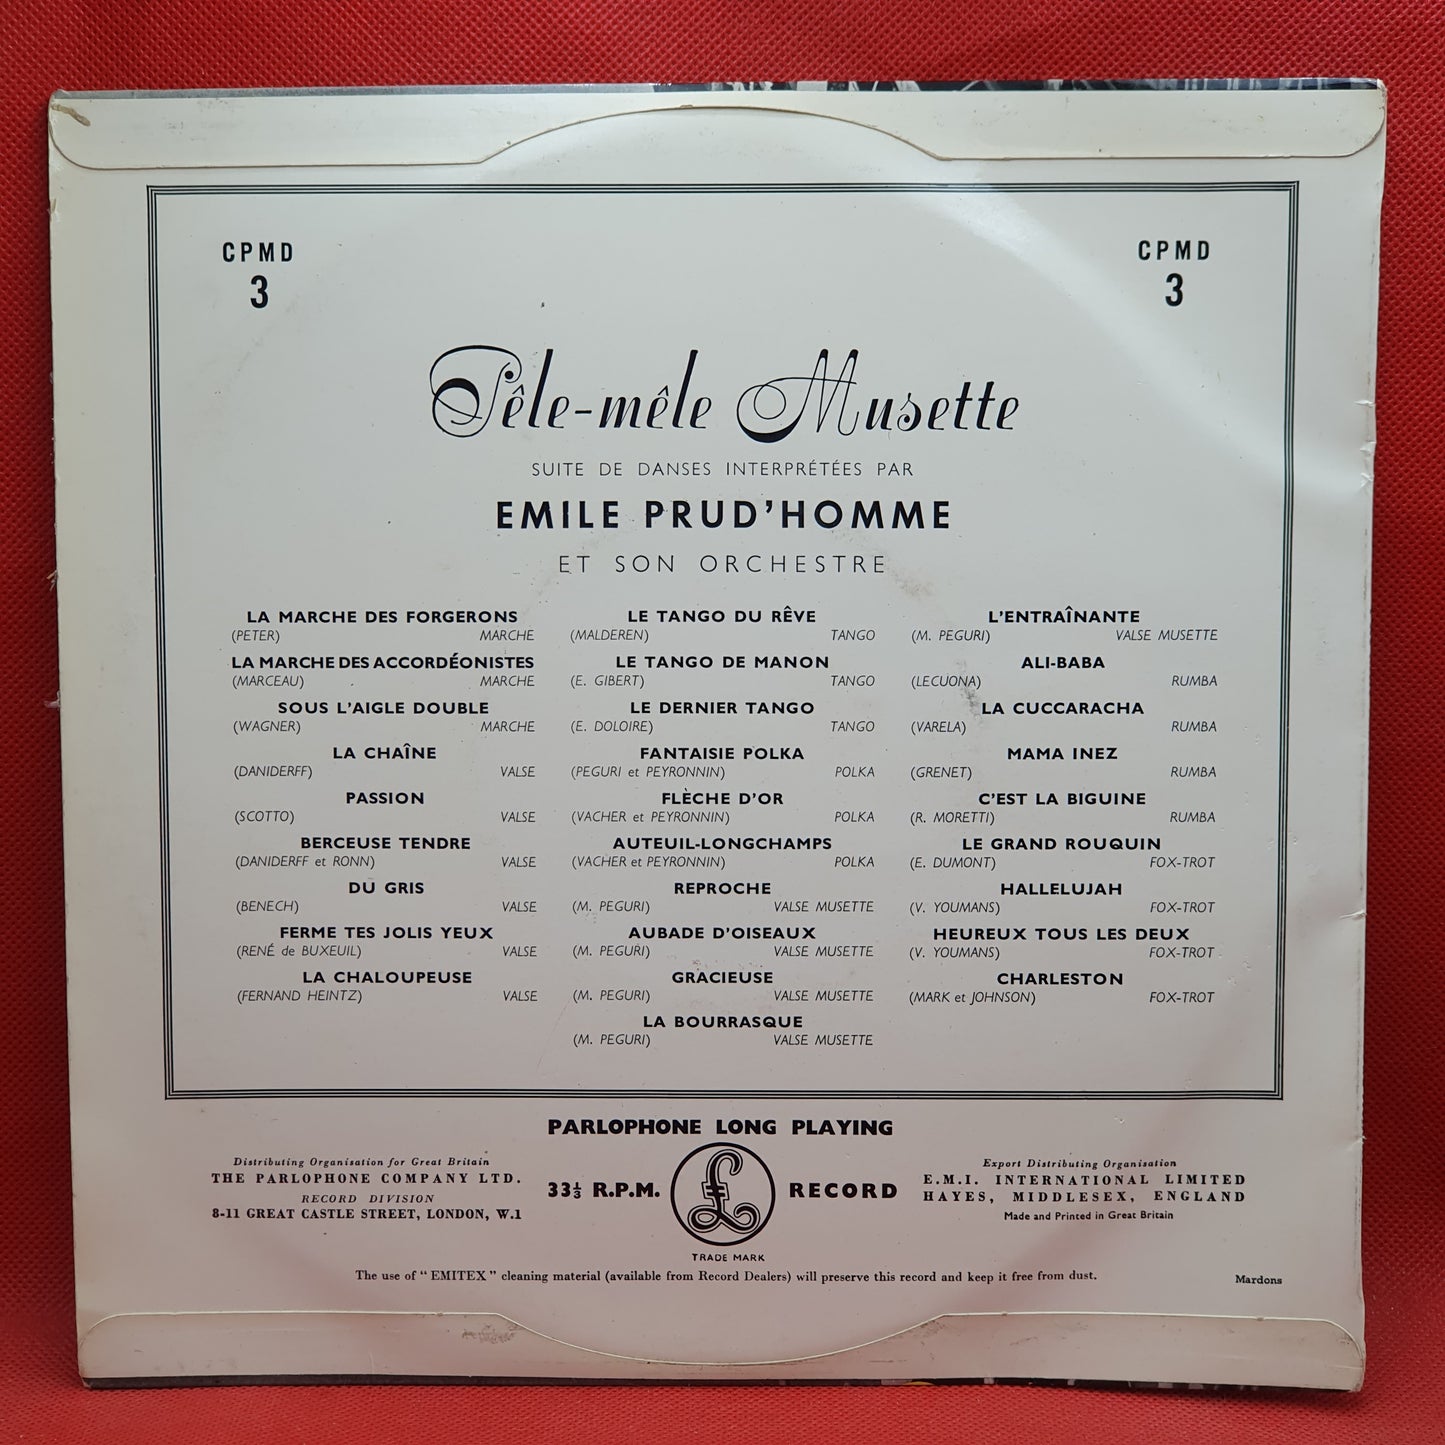 CPMD
3
CPMD
3
Pêle-mêle Musette
SUITE DE DANSES INTERPRÉTÉES PAR
EMILE PRUD'HOMME
ET SON ORCHESTRE
LA MARCHE DES FORGERONS
(PETER) MARCHE
LA MARCHE DES ACCORDÉONISTES
(MARCEAU) MARCHE
SOUS L'AIGLE DOUBLE
(WAGNER) MARCHE
LA CHAÎNE
(DANIDERFF) VALSE
PASSION
(SCOTTO) VALSE
BERCEUSE TENDRE
(DANIDERFF et RONN) VALSE
DU GRIS
(BENECH) VALSE
FERME TES JOLIS YEUX
(RENÉ de BUXEUIL) VALSE
LA CHALOUPEUSE
(FERNAND HEINTZ) VALSE
LE TANGO DU RÊVE
(MALDEREN) TANGO
LE TANGO DE MANON
(E. GIBERT) TANGO
LE DERNIER TANGO
(E. DOLOIRE) TANGO
FANTAISIE POLKA
(PEGURI et PEYRONNIN) POLKA
FLÈCHE D'OR
(VACHER et PEYRONNIN) POLKA
AUTEUIL-LONGCHAMPS
(VACHER et PEYRONNIN) POLKA
REPROCHE
(M. PEGURI) VALSE MUSETTE
AUBADE D'OISEAUX
(M. PEGURI) VALSE MUSETTE
GRACIEUSE
(M. PEGURI) VALSE MUSETTE
LA BOURRASQUE
(M. PEGURI) VALSE MUSETTE
L'ENTRAÎNANTE
(M. PEGURI) VALSE MUSETTE
ALI-BABA
(LECUONA) RUMBA
LA CUCCARACHA
(VARELA) RUMBA
MAMA INEZ
(GRENET) RUMBA
C'EST LA BIGUINE
(R. MORETTI) RUMBA
LE GRAND ROUQUIN
(E. DUMONT) FOX-TROT
HALLELUJAH
(V. YOUMANS) FOX-TROT
HEUREUX TOUS LES DEUX
(V. YOUMANS) FOX-TROT
CHARLESTON
(MARK et JOHNSON) FOX-TROT
PARLOPHONE LONG PLAYING
33⅓ R.P.M. £ RECORD
TRADE MARK
Distributing Organisation for Great Britain
THE PARLOPHONE COMPANY LTD.
RECORD DIVISION
8-11 GREAT CASTLE STREET, LONDON, W.1
Export Distributing Organisation
E.M.I. INTERNATIONAL LIMITED
HAYES, MIDDLESEX, ENGLAND
Made and Printed in Great Britain
The use of "EMITEX" cleaning material (available from Record Dealers) will preserve this record and keep it free from dust.
Mardons